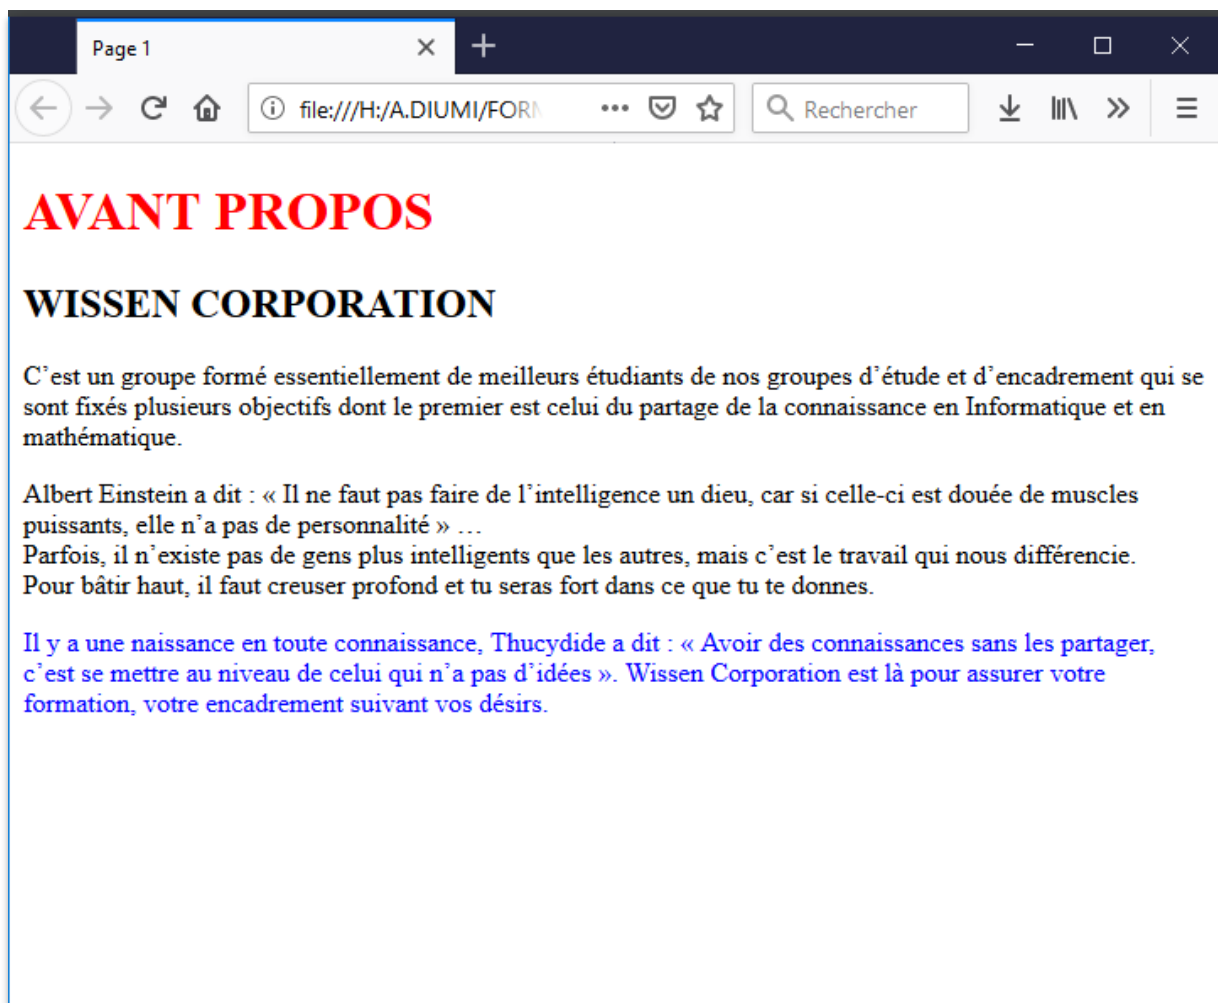 Page 1
file:///H:/A.DIUMI/FORM
Rechercher
AVANT PROPOS
WISSEN CORPORATION
C’est un groupe formé essentiellement de meilleurs étudiants de nos groupes d’étude et d’encadrement qui se
sont fixés plusieurs objectifs dont le premier est celui du partage de la connaissance en Informatique et en
mathématique.
Albert Einstein a dit : « Il ne faut pas faire de l’intelligence un dieu, car si celle-ci est douée de muscles
puissants, elle n’a pas de personnalité » …
Parfois, il n’existe pas de gens plus intelligents que les autres, mais c’est le travail qui nous différencie.
Pour bâtir haut, il faut creuser profond et tu seras fort dans ce que tu te donnes.
Il y a une naissance en toute connaissance, Thucydide a dit : « Avoir des connaissances sans les partager,
c’est se mettre au niveau de celui qui n’a pas d’idées ». Wissen Corporation est là pour assurer votre
formation, votre encadrement suivant vos désirs.